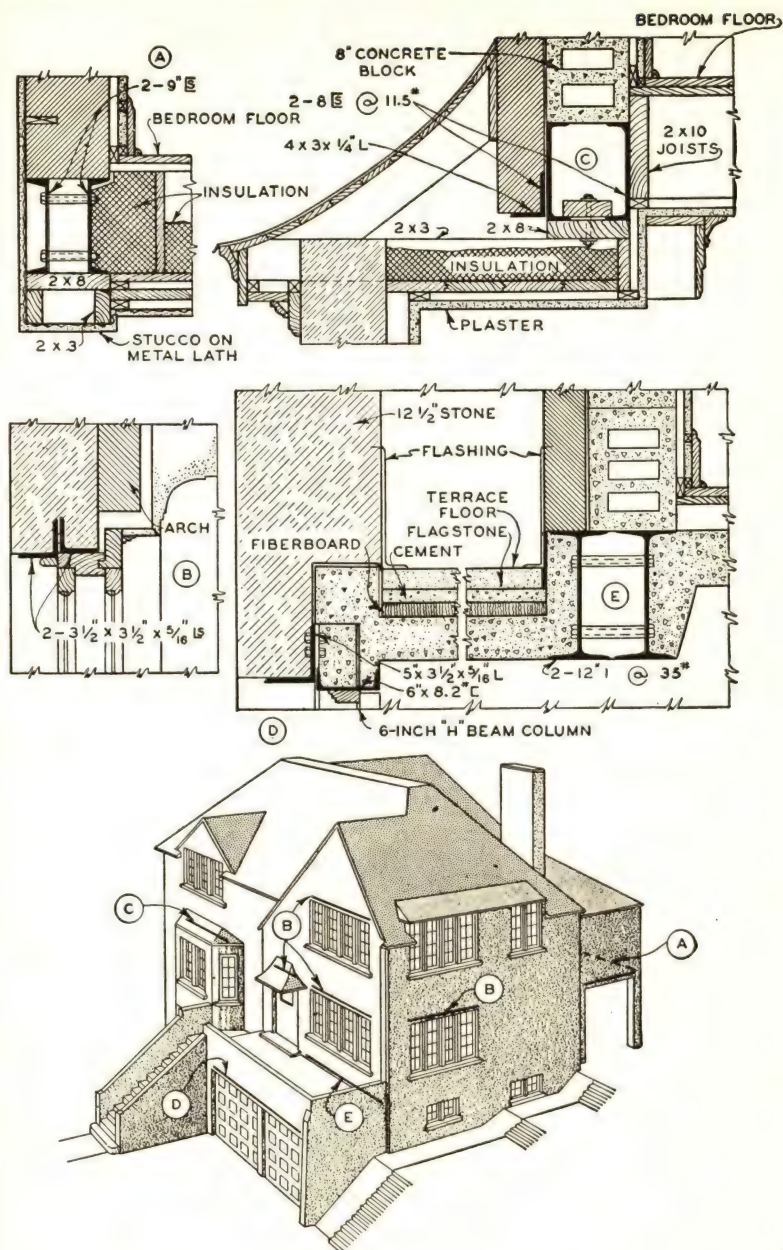 A
2-9" [s
BEDROOM FLOOR
INSULATION
2 x 8
2 x 3
STUCCO ON
METAL LATH
BEDROOM FLOOR
8" CONCRETE
BLOCK
2-8 [s @ 11.5#
4 x 3 x 1/4" L
C
2 x 10
JOISTS
2 x 3
2 x 8
INSULATION
PLASTER
ARCH
B
2-3 1/2" x 3 1/2" x 5/16" Ls
12 1/2" STONE
FLASHING
TERRACE
FLOOR
FLAGSTONE
FIBERBOARD
CEMENT
E
5" x 3 1/2" x 5/16" L
6" x 8.2# [
2-12" I @ 35#
6-INCH "H" BEAM COLUMN
D
C
B
A
B
D
E